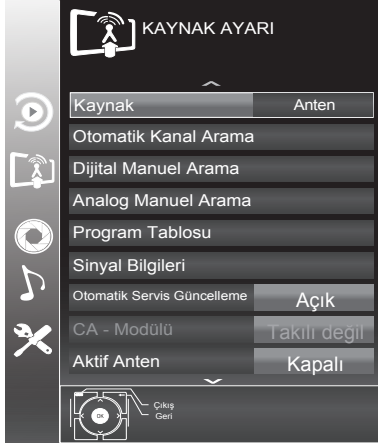 KAYNAK AYARI
Kaynak Anten
Otomatik Kanal Arama
Dijital Manuel Arama
Analog Manuel Arama
Program Tablosu
Sinyal Bilgileri
Otomatik Servis Güncelleme Açık
CA - Modülü Takılı değil
Aktif Anten Kapalı
OK
Çıkış
Geri